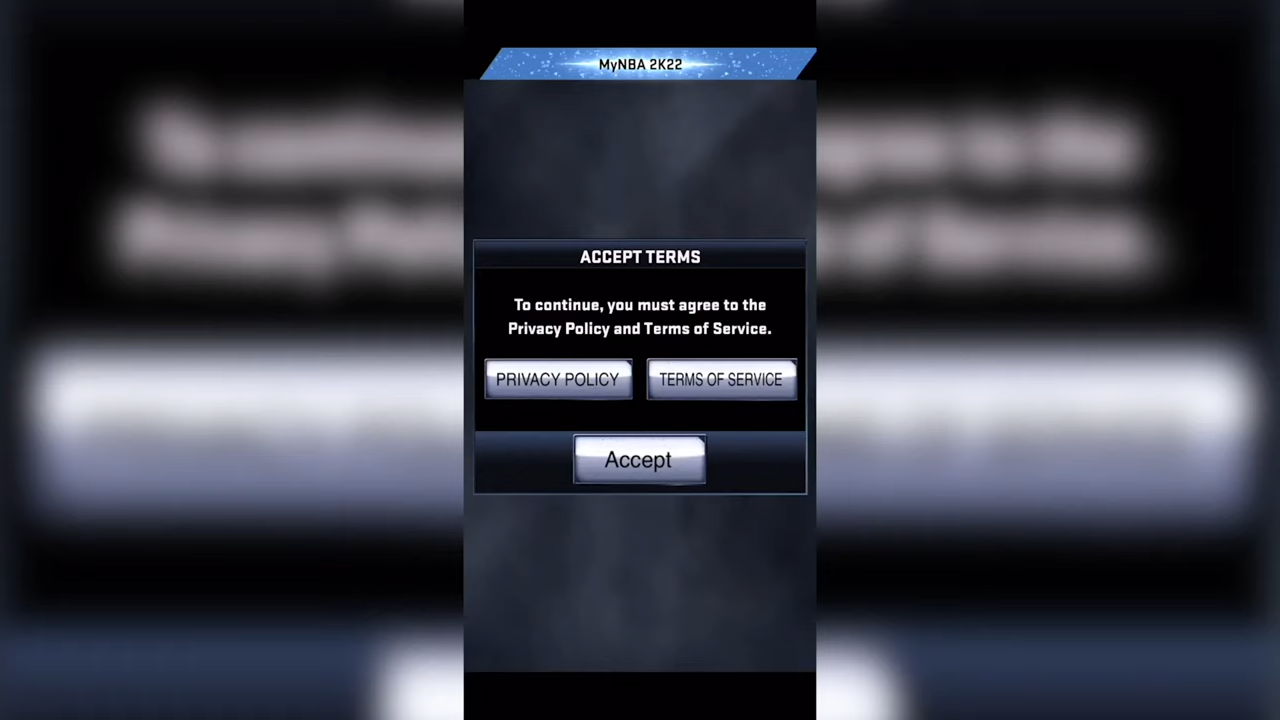 MyNBA 2K22
ACCEPT TERMS
To continue, you must agree to the
Privacy Policy and Terms of Service.
PRIVACY POLICY
TERMS OF SERVICE
Accept